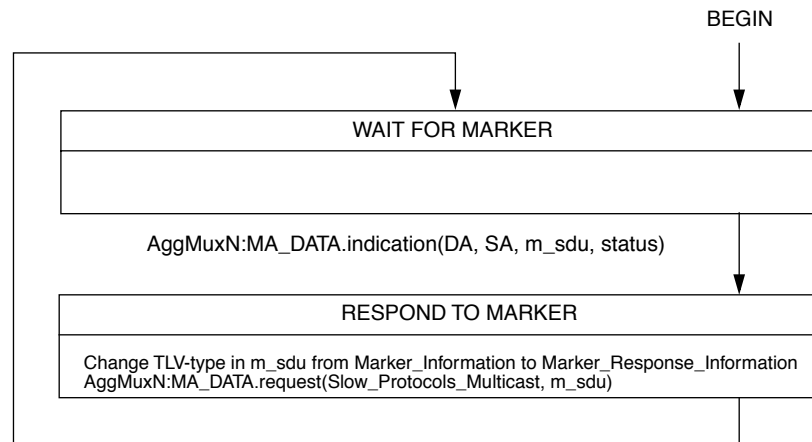 BEGIN
WAIT FOR MARKER
AggMuxN:MA_DATA.indication(DA, SA, m_sdu, status)
RESPOND TO MARKER
Change TLV-type in m_sdu from Marker_Information to Marker_Response_Information
AggMuxN:MA_DATA.request(Slow_Protocols_Multicast, m_sdu)